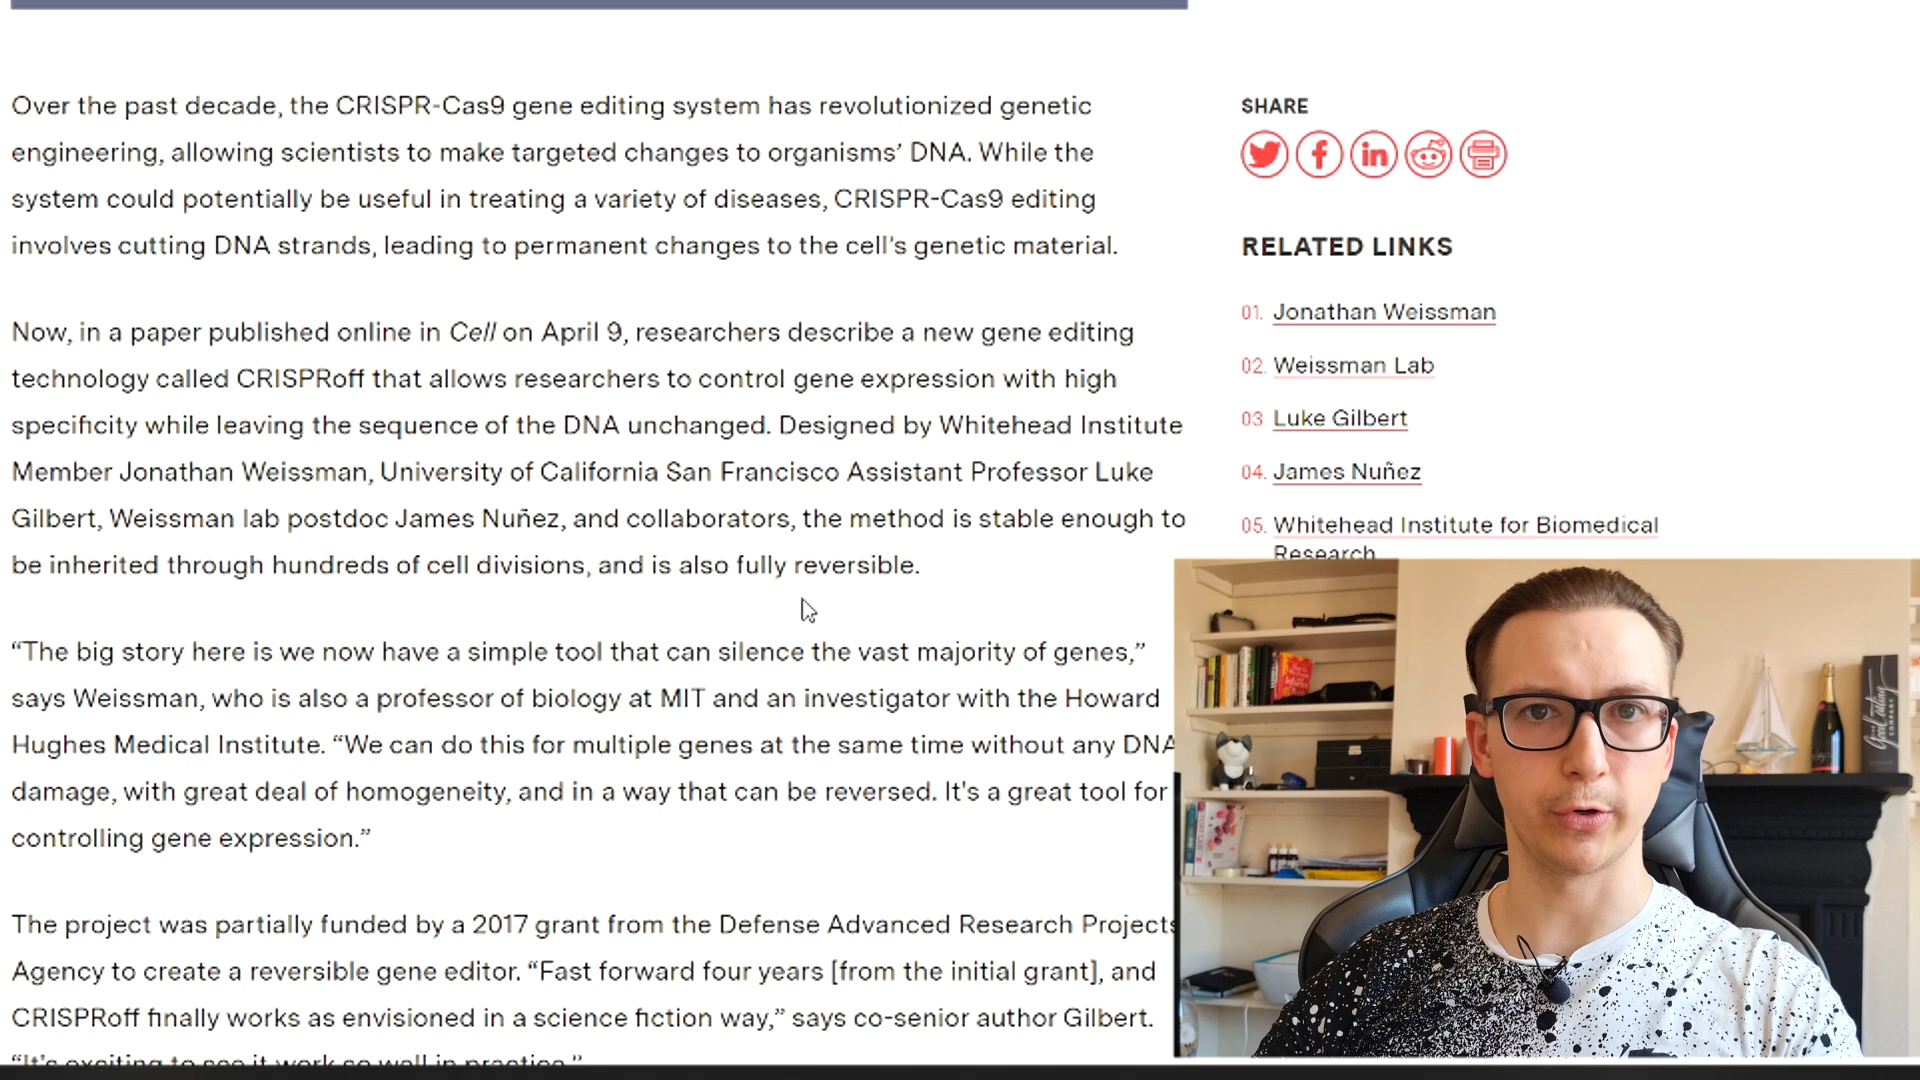 Over the past decade, the CRISPR-Cas9 gene editing system has revolutionized genetic
engineering, allowing scientists to make targeted changes to organisms’ DNA. While the
system could potentially be useful in treating a variety of diseases, CRISPR-Cas9 editing
involves cutting DNA strands, leading to permanent changes to the cell’s genetic material.
Now, in a paper published online in Cell on April 9, researchers describe a new gene editing
technology called CRISPRoff that allows researchers to control gene expression with high
specificity while leaving the sequence of the DNA unchanged. Designed by Whitehead Institute
Member Jonathan Weissman, University of California San Francisco Assistant Professor Luke
Gilbert, Weissman lab postdoc James Nuñez, and collaborators, the method is stable enough to
be inherited through hundreds of cell divisions, and is also fully reversible.
“The big story here is we now have a simple tool that can silence the vast majority of genes,”
says Weissman, who is also a professor of biology at MIT and an investigator with the Howard
Hughes Medical Institute. “We can do this for multiple genes at the same time without any DNA
damage, with great deal of homogeneity, and in a way that can be reversed. It's a great tool for
controlling gene expression.”
The project was partially funded by a 2017 grant from the Defense Advanced Research Projects
Agency to create a reversible gene editor. “Fast forward four years [from the initial grant], and
CRISPRoff finally works as envisioned in a science fiction way,” says co-senior author Gilbert.
“It's exciting to see it work so well in practice.”
SHARE
RELATED LINKS
01. Jonathan Weissman
02. Weissman Lab
03 Luke Gilbert
04. James Nuñez
05. Whitehead Institute for Biomedical
Research